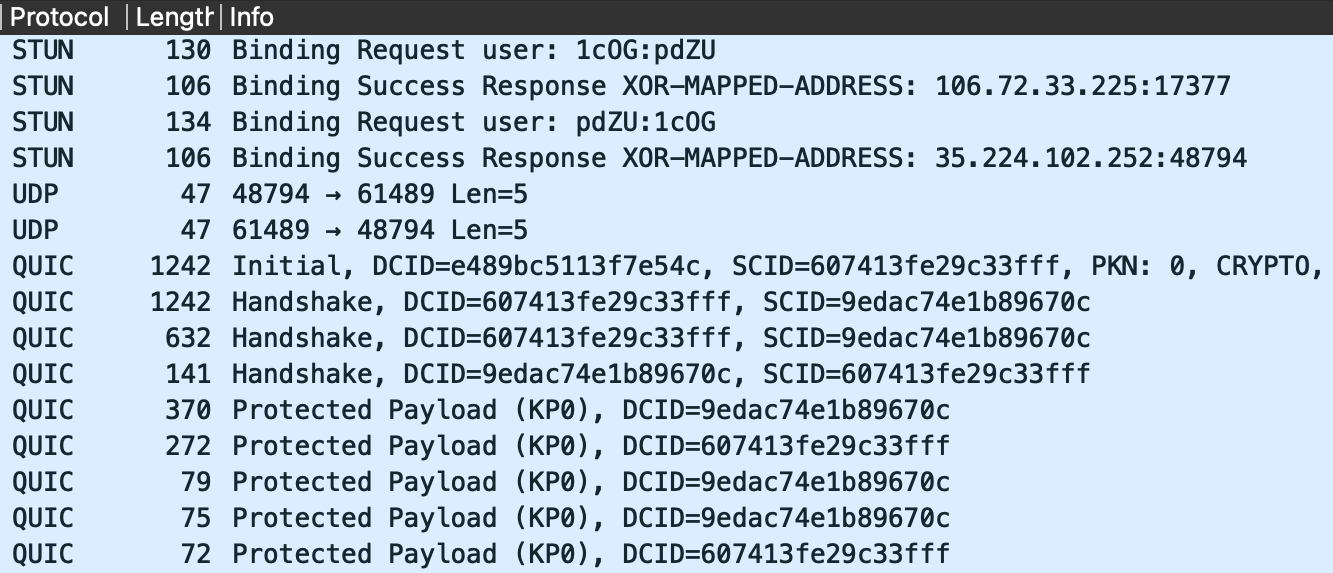 Protocol Length Info
STUN 130 Binding Request user: 1cOG:pdZU
STUN 106 Binding Success Response XOR-MAPPED-ADDRESS: 106.72.33.225:17377
STUN 134 Binding Request user: pdZU:1cOG
STUN 106 Binding Success Response XOR-MAPPED-ADDRESS: 35.224.102.252:48794
UDP 47 48794 → 61489 Len=5
UDP 47 61489 → 48794 Len=5
QUIC 1242 Initial, DCID=e489bc5113f7e54c, SCID=607413fe29c33fff, PKN: 0, CRYPTO,
QUIC 1242 Handshake, DCID=607413fe29c33fff, SCID=9edac74e1b89670c
QUIC 632 Handshake, DCID=607413fe29c33fff, SCID=9edac74e1b89670c
QUIC 141 Handshake, DCID=9edac74e1b89670c, SCID=607413fe29c33fff
QUIC 370 Protected Payload (KP0), DCID=9edac74e1b89670c
QUIC 272 Protected Payload (KP0), DCID=607413fe29c33fff
QUIC 79 Protected Payload (KP0), DCID=9edac74e1b89670c
QUIC 75 Protected Payload (KP0), DCID=9edac74e1b89670c
QUIC 72 Protected Payload (KP0), DCID=607413fe29c33fff